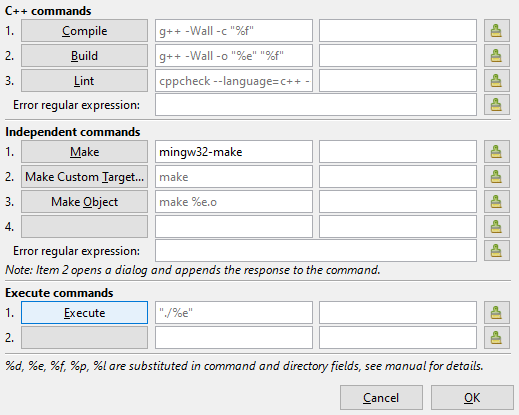 C++ commands
1. Compile g++ -Wall -c "%f"
2. Build g++ -Wall -o "%e" "%f"
3. Lint cppcheck --language=c++ -
Error regular expression:
Independent commands
1. Make mingw32-make
2. Make Custom Target... make
3. Make Object make %e.o
4.
Error regular expression:
Note: Item 2 opens a dialog and appends the response to the command.
Execute commands
1. Execute "./%e"
2.
%d, %e, %f, %p, %l are substituted in command and directory fields, see manual for details.
Cancel OK